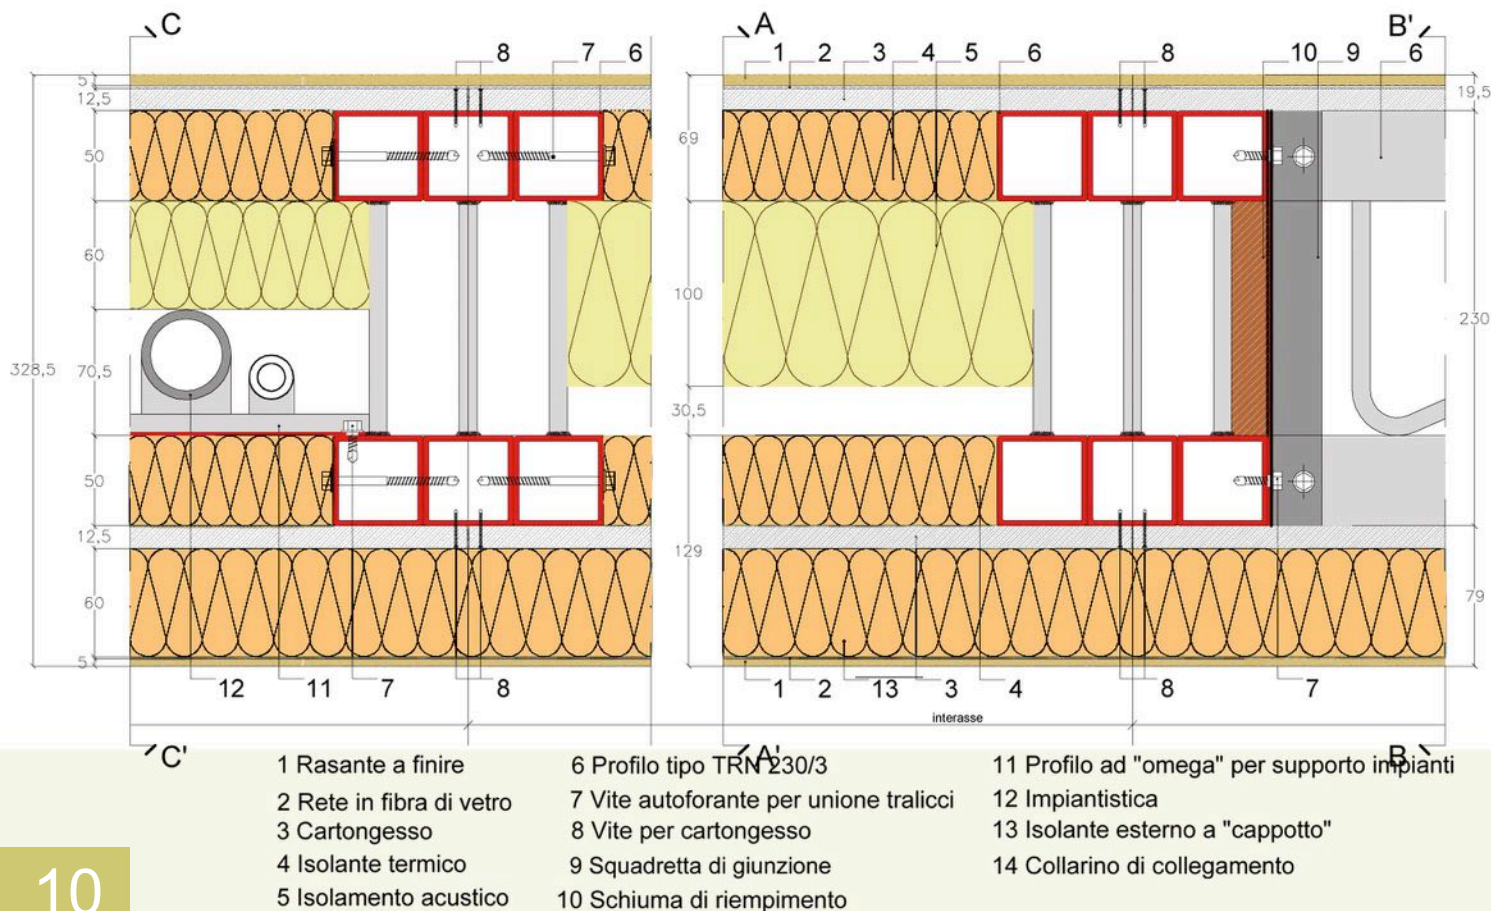 C A B'
8 7 6 1 2 3 4 5 6 8 10 9 6
5
12,5
50
60
70,5
328,5
50
12,5
60
5
69
100
30,5
129
19,5
230
79
12 11 7 8 1 2 13 3 4 8 7
interasse
C' A' B
1 Rasante a finire
2 Rete in fibra di vetro
3 Cartongesso
4 Isolante termico
5 Isolamento acustico
6 Profilo tipo TRN 230/3
7 Vite autoforante per unione tralicci
8 Vite per cartongesso
9 Squadretta di giunzione
10 Schiuma di riempimento
11 Profilo ad "omega" per supporto impianti
12 Impiantistica
13 Isolante esterno a "cappotto"
14 Collarino di collegamento
10